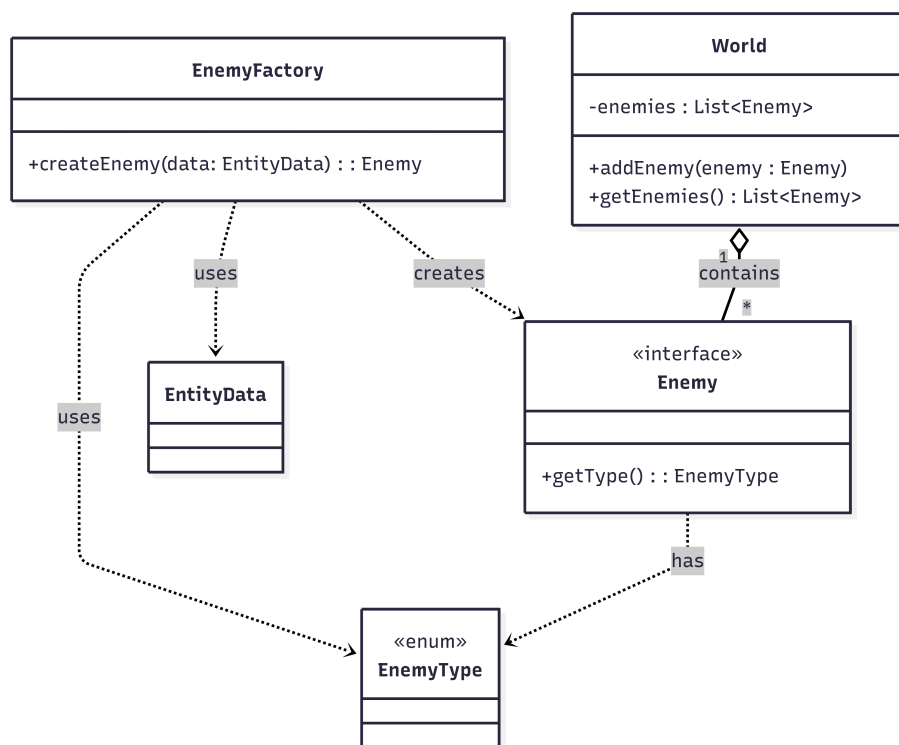 EnemyFactory
+createEnemy(data: EntityData) : : Enemy
World
-enemies : List<Enemy>
+addEnemy(enemy : Enemy)
+getEnemies() : List<Enemy>
uses
creates
1
contains
*
«interface»
Enemy
+getType() : : EnemyType
EntityData
uses
has
«enum»
EnemyType